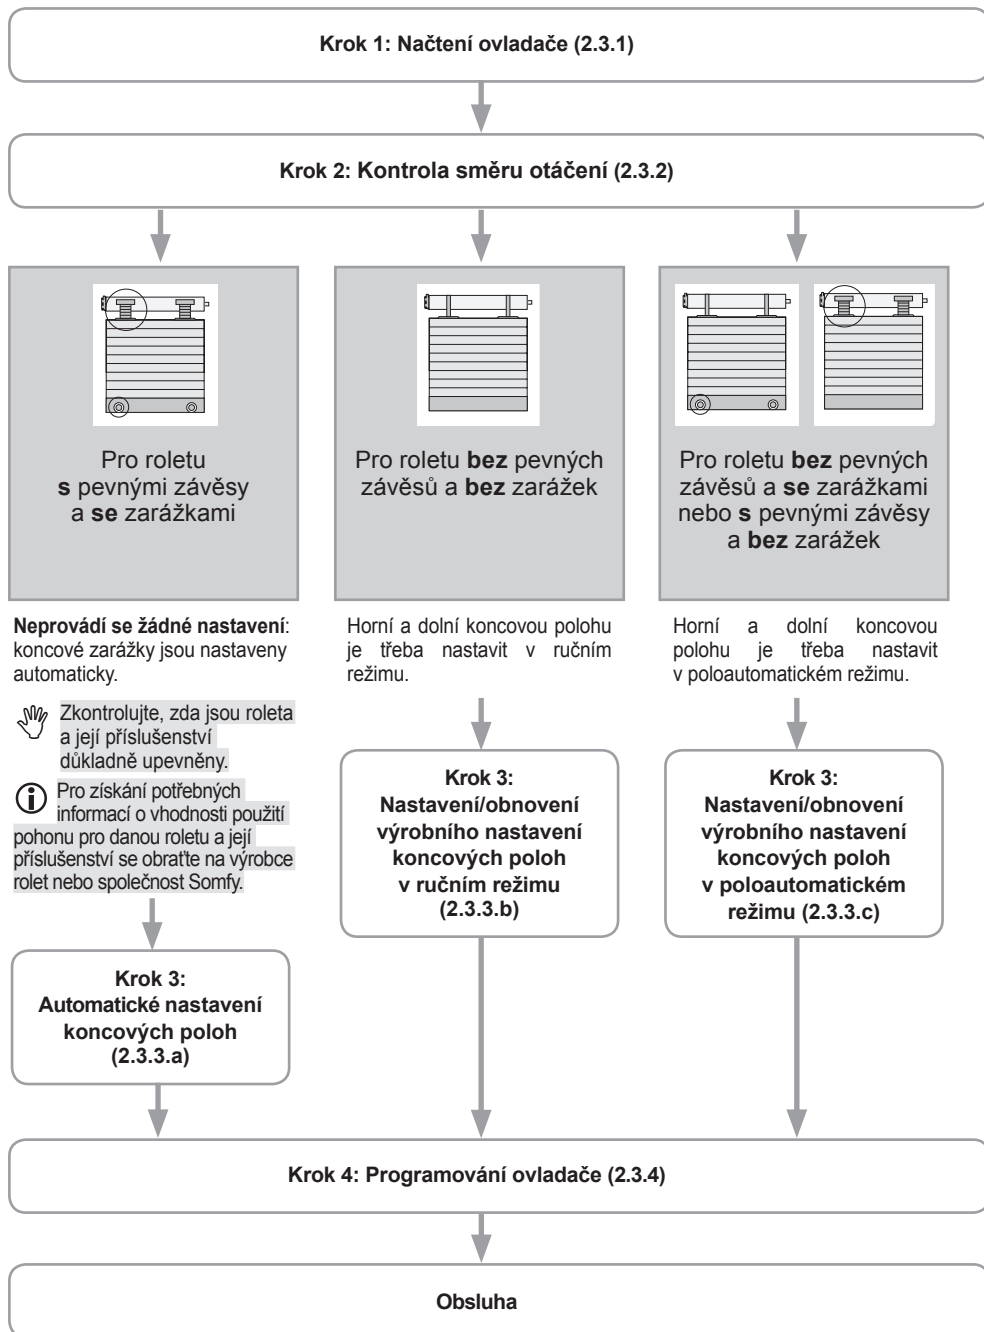 Krok 1: Načtení ovladače (2.3.1)
Krok 2: Kontrola směru otáčení (2.3.2)
Pro roletu
s pevnými závěsy
a se zarážkami
Neprovádí se žádné nastavení:
koncové zarážky jsou nastaveny
automaticky.
Zkontrolujte, zda jsou roleta
a její příslušenství
důkladně upevněny.
Pro získání potřebných
informací o vhodnosti použití
pohonu pro danou roletu a její
příslušenství se obraťte na výrobce
rolet nebo společnost Somfy.
Krok 3:
Automatické nastavení
koncových poloh
(2.3.3.a)
Pro roletu bez pevných
závěsů a bez zarážek
Horní a dolní koncovou polohu
je třeba nastavit v ručním
režimu.
Krok 3:
Nastavení/obnovení
výrobního nastavení
koncových poloh
v ručním režimu
(2.3.3.b)
Pro roletu bez pevných
závěsů a se zarážkami
nebo s pevnými závěsy
a bez zarážek
Horní a dolní koncovou
polohu je třeba nastavit
v poloautomatickém režimu.
Krok 3:
Nastavení/obnovení
výrobního nastavení
koncových poloh
v poloautomatickém
režimu (2.3.3.c)
Krok 4: Programování ovladače (2.3.4)
Obsluha